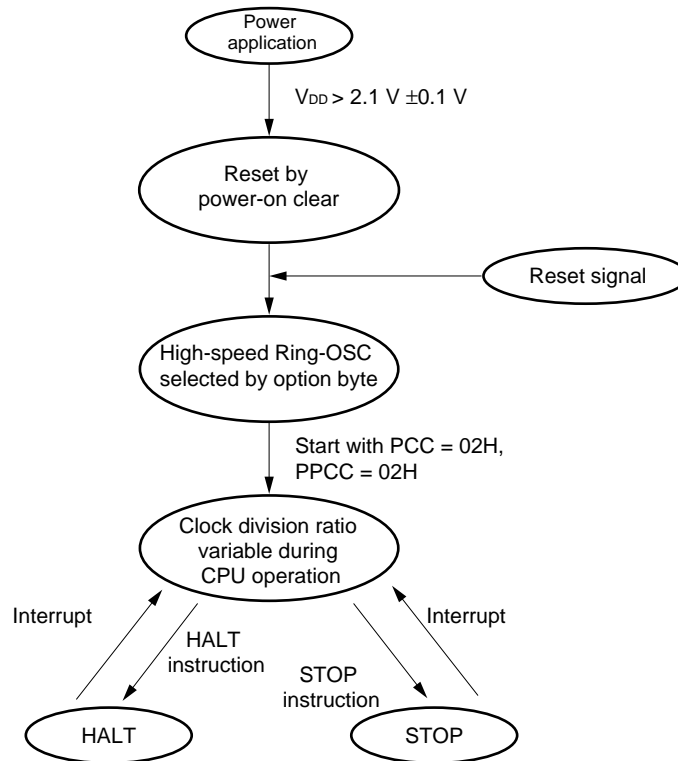 Power
application
VDD > 2.1 V ±0.1 V
Reset by
power-on clear
Reset signal
High-speed Ring-OSC
selected by option byte
Start with PCC = 02H,
PPCC = 02H
Clock division ratio
variable during
CPU operation
Interrupt
Interrupt
HALT
instruction
STOP
instruction
HALT
STOP